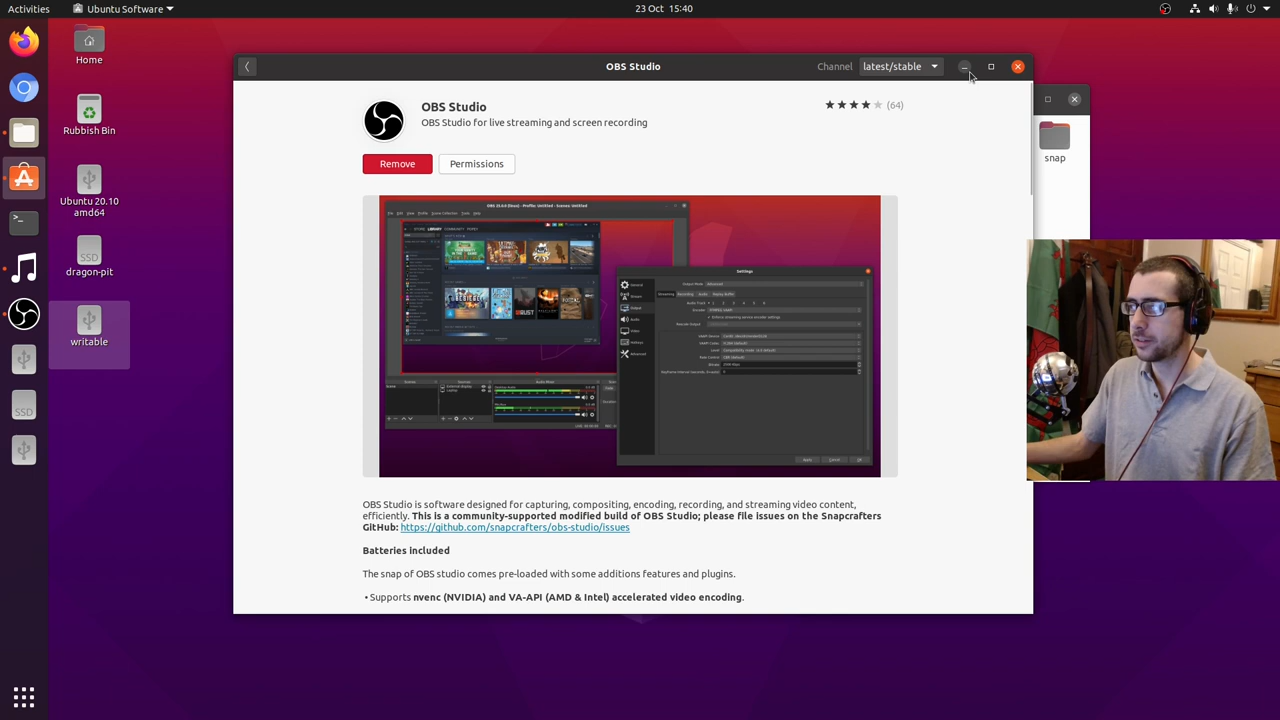 Activities
Ubuntu Software
23 Oct 15:40
Home
Rubbish Bin
Ubuntu 20.10
amd64
SSD
dragon-pit
writable
SSD
OBS Studio
Channel
latest/stable
snap
OBS Studio
OBS Studio for live streaming and screen recording
(64)
Remove
Permissions
OBS Studio is software designed for capturing, compositing, encoding, recording, and streaming video content,
efficiently. This is a community-supported modified build of OBS Studio; please file issues on the Snapcrafters
GitHub: https://github.com/snapcrafters/obs-studio/issues
Batteries included
The snap of OBS studio comes pre-loaded with some additions features and plugins.
• Supports nvenc (NVIDIA) and VA-API (AMD & Intel) accelerated video encoding.